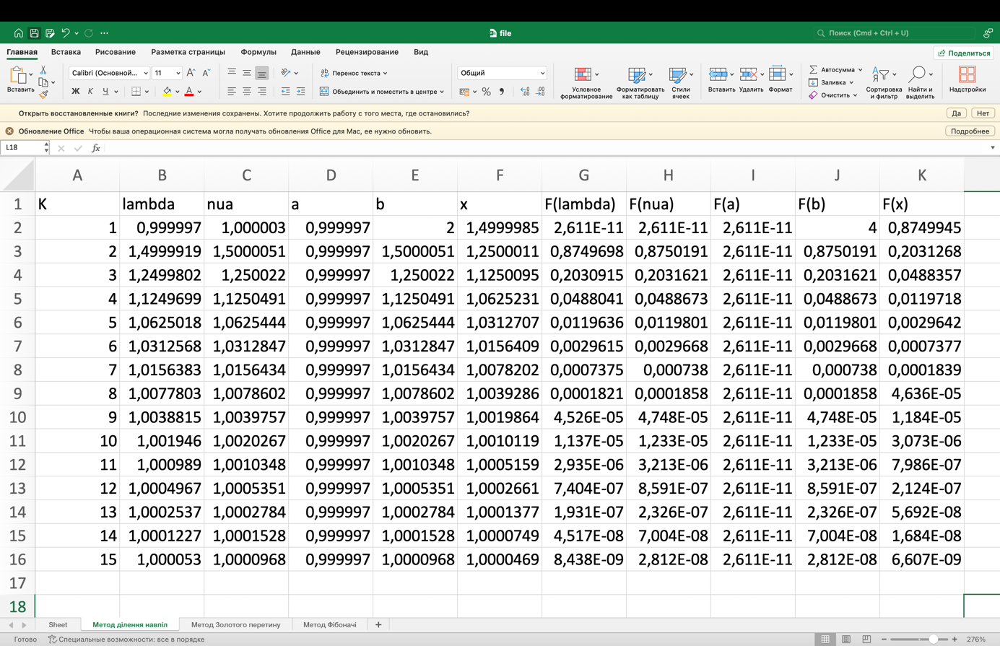 file
Поиск (Cmd + Ctrl + U)
Главная Вставка Рисование Разметка страницы Формулы Данные Рецензирование Вид
Поделиться
Вставить
Calibri (Основной... 11
Ж К Ч
Перенос текста
Объединить и поместить в центре
Общий
Условное форматирование
Форматировать как таблицу
Стили ячеек
Вставить Удалить Формат
Автосумма
Заливка
Очистить
Сортировка и фильтр
Найти и выделить
Надстройки
Открыть восстановленные книги? Последние изменения сохранены. Хотите продолжить работу с того места, где остановились? Да Нет
Обновление Office Чтобы ваша операционная система могла получать обновления Office для Mac, ее нужно обновить. Подробнее
L18 fx
A B C D E F G H I J K
1 K lambda nua a b x F(lambda) F(nua) F(a) F(b) F(x)
2 1 0,999997 1,000003 0,999997 2 1,4999985 2,611E-11 2,611E-11 2,611E-11 4 0,8749945
3 2 1,4999919 1,5000051 0,999997 1,5000051 1,2500011 0,8749698 0,8750191 2,611E-11 0,8750191 0,2031268
4 3 1,2499802 1,250022 0,999997 1,250022 1,1250095 0,2030915 0,2031621 2,611E-11 0,2031621 0,0488357
5 4 1,1249699 1,1250491 0,999997 1,1250491 1,0625231 0,0488041 0,0488673 2,611E-11 0,0488673 0,0119718
6 5 1,0625018 1,0625444 0,999997 1,0625444 1,0312707 0,0119636 0,0119801 2,611E-11 0,0119801 0,0029642
7 6 1,0312568 1,0312847 0,999997 1,0312847 1,0156409 0,0029615 0,0029668 2,611E-11 0,0029668 0,0007377
8 7 1,0156383 1,0156434 0,999997 1,0156434 1,0078202 0,0007375 0,000738 2,611E-11 0,000738 0,0001839
9 8 1,0077803 1,0078602 0,999997 1,0078602 1,0039286 0,0001821 0,0001858 2,611E-11 0,0001858 4,636E-05
10 9 1,0038815 1,0039757 0,999997 1,0039757 1,0019864 4,526E-05 4,748E-05 2,611E-11 4,748E-05 1,184E-05
11 10 1,001946 1,0020267 0,999997 1,0020267 1,0010119 1,137E-05 1,233E-05 2,611E-11 1,233E-05 3,073E-06
12 11 1,000989 1,0010348 0,999997 1,0010348 1,0005159 2,935E-06 3,213E-06 2,611E-11 3,213E-06 7,986E-07
13 12 1,0004967 1,0005351 0,999997 1,0005351 1,0002661 7,404E-07 8,591E-07 2,611E-11 8,591E-07 2,124E-07
14 13 1,0002537 1,0002784 0,999997 1,0002784 1,0001377 1,931E-07 2,326E-07 2,611E-11 2,326E-07 5,692E-08
15 14 1,0001227 1,0001528 0,999997 1,0001528 1,0000749 4,517E-08 7,004E-08 2,611E-11 7,004E-08 1,684E-08
16 15 1,000053 1,0000968 0,999997 1,0000968 1,0000469 8,438E-09 2,812E-08 2,611E-11 2,812E-08 6,607E-09
17
18
Sheet Метод ділення навпіл Метод Золотого перетину Метод Фібоначі
Готово Специальные возможности: все в порядке 276%